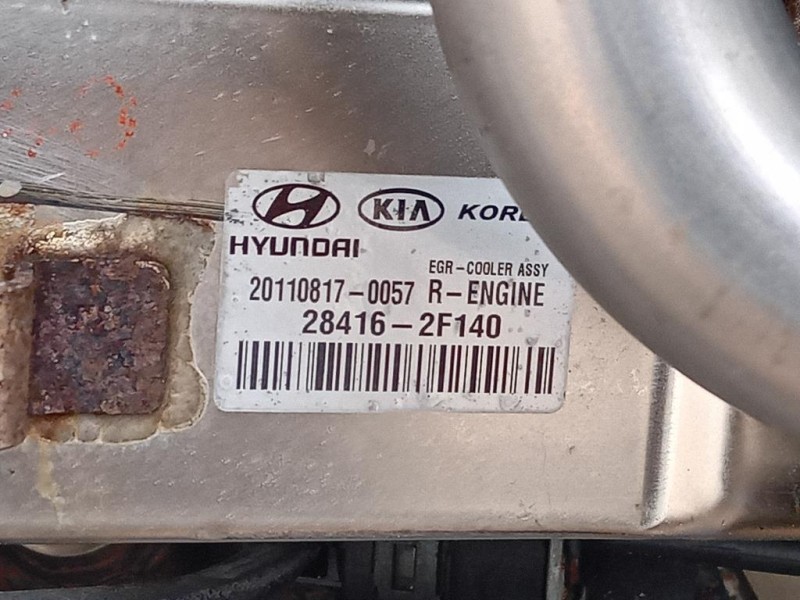 KIA
HYUNDAI
EGR-COOLER ASSY
20110817-0057 R-ENGINE
28416-2F140